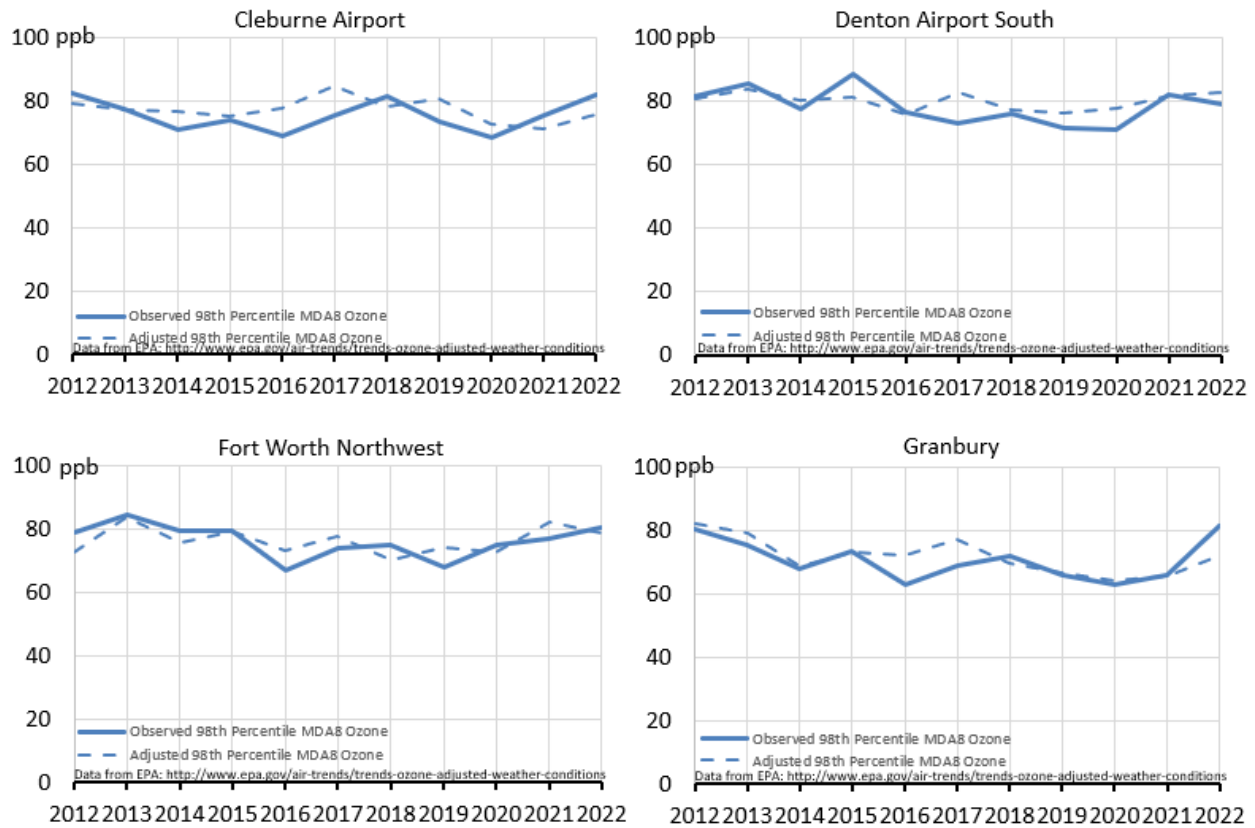 Cleburne Airport
100 ppb
80
60
40
20
0
Observed 98th Percentile MDA8 Ozone
Adjusted 98th Percentile MDA8 Ozone
Data from EPA: http://www.epa.gov/air-trends/trends-ozone-adjusted-weather-conditions
2012 2013 2014 2015 2016 2017 2018 2019 2020 2021 2022
Denton Airport South
100 ppb
80
60
40
20
0
Observed 98th Percentile MDA8 Ozone
Adjusted 98th Percentile MDA8 Ozone
Data from EPA: http://www.epa.gov/air-trends/trends-ozone-adjusted-weather-conditions
2012 2013 2014 2015 2016 2017 2018 2019 2020 2021 2022
Fort Worth Northwest
100 ppb
80
60
40
20
0
Observed 98th Percentile MDA8 Ozone
Adjusted 98th Percentile MDA8 Ozone
Data from EPA: http://www.epa.gov/air-trends/trends-ozone-adjusted-weather-conditions
2012 2013 2014 2015 2016 2017 2018 2019 2020 2021 2022
Granbury
100 ppb
80
60
40
20
0
Observed 98th Percentile MDA8 Ozone
Adjusted 98th Percentile MDA8 Ozone
Data from EPA: http://www.epa.gov/air-trends/trends-ozone-adjusted-weather-conditions
2012 2013 2014 2015 2016 2017 2018 2019 2020 2021 2022